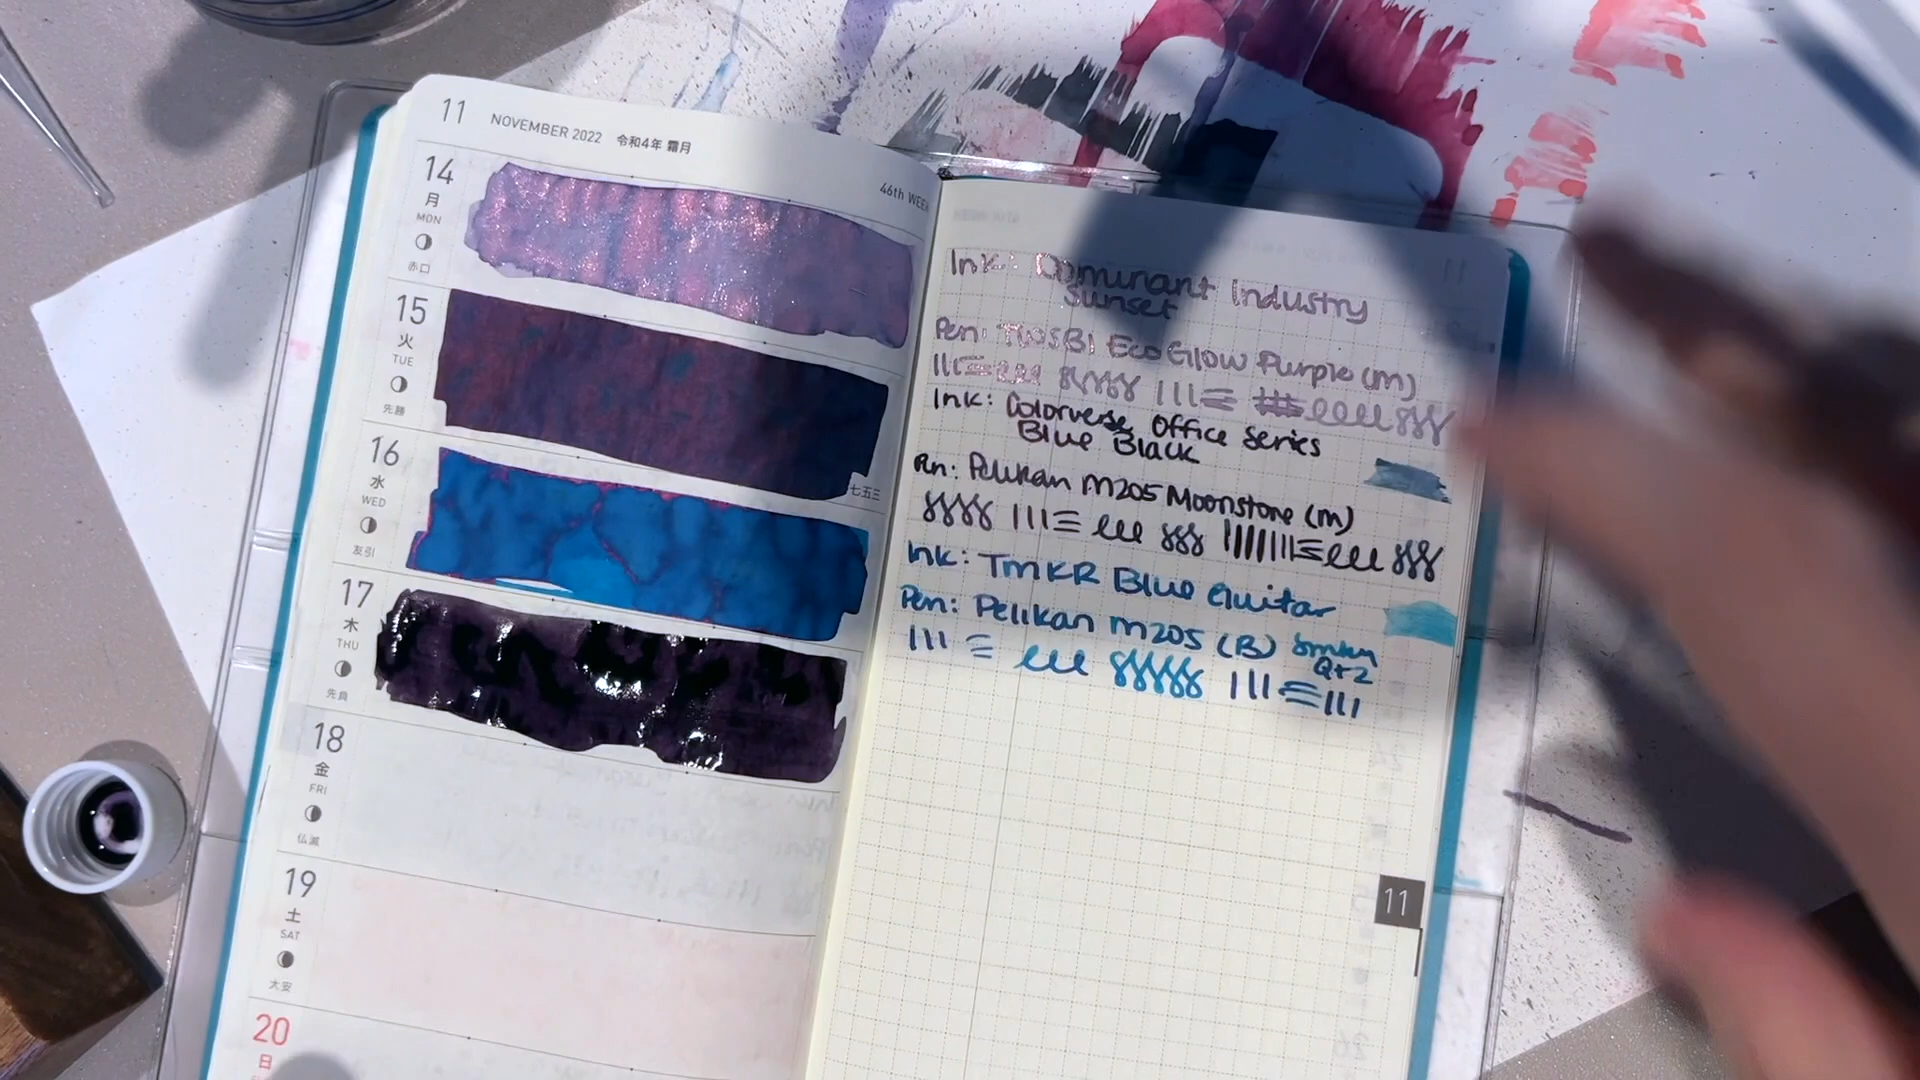 11 NOVEMBER 2022 令和4年 霜月
46th WEEK
14
月
MON
赤口
15
火
TUE
先勝
七五三
16
水
WED
友引
17
木
THU
先負
18
金
FRI
仏滅
19
土
SAT
大安
20
日
Ink: Dominant Industry
Sunset
Pen: TWSBI Eco Glow Purple (M)
Ink: Colorverse Office Series
Blue Black
Pen: Pelikan M205 Moonstone (M)
Ink: TMKR Blue Guitar
Pen: Pelikan M205 (B)
11